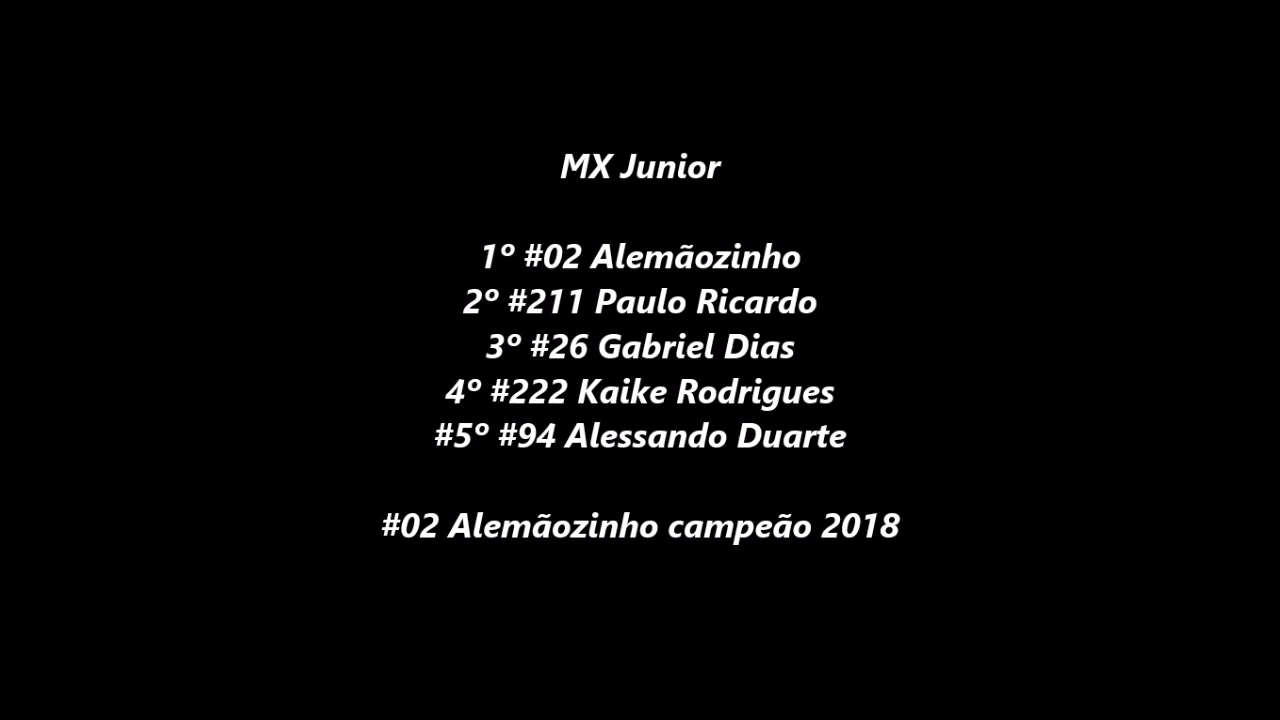 MX Junior
1º #02 Alemãozinho
2º #211 Paulo Ricardo
3º #26 Gabriel Dias
4º #222 Kaike Rodrigues
#5º #94 Alessando Duarte
#02 Alemãozinho campeão 2018